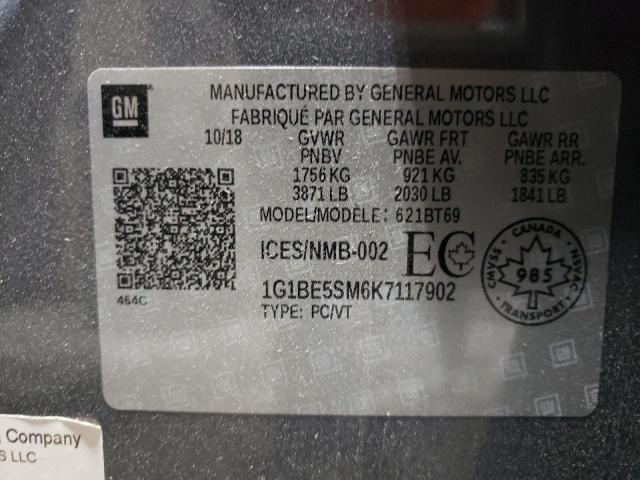 GM
MANUFACTURED BY GENERAL MOTORS LLC
FABRIQUÉ PAR GENERAL MOTORS LLC
10/18 GVWR GAWR FRT GAWR RR
PNBV PNBE AV. PNBE ARR.
1756 KG 921 KG 835 KG
3871 LB 2030 LB 1841 LB
MODEL/MODÈLE: 621BT69
ICES/NMB-002 EC
CANADA
CMVSS 985 NSVAC
TRANSPORT
1G1BE5SM6K7117902
TYPE: PC/VT
464C
Company
S LLC